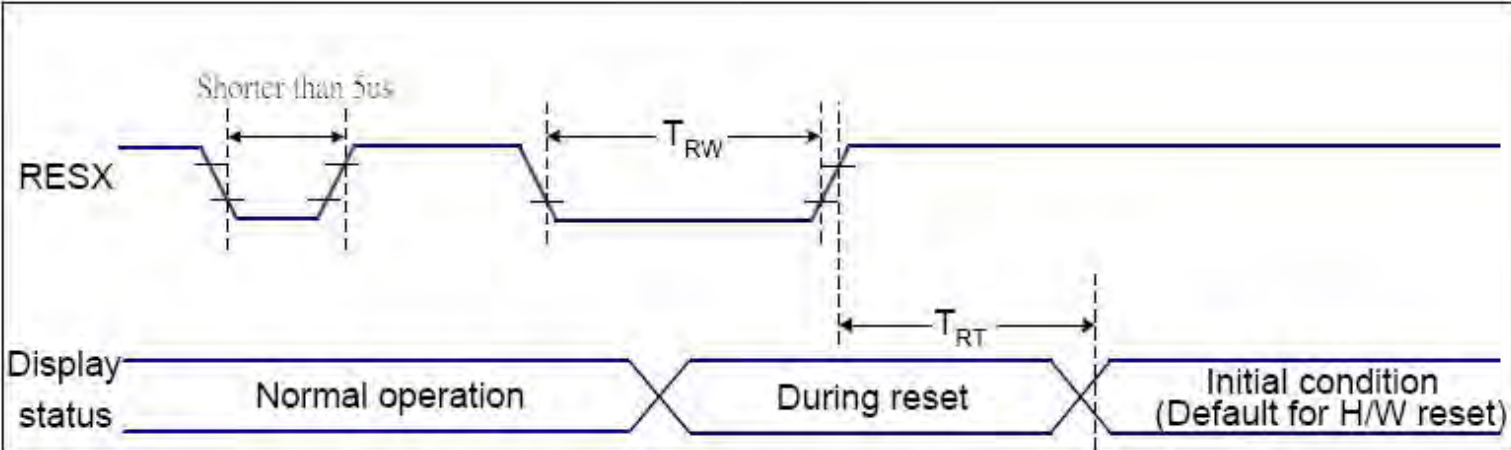 Shorter than 5us
RESX
TRW
TRT
Display
status
Normal operation
During reset
Initial condition
(Default for H/W reset)